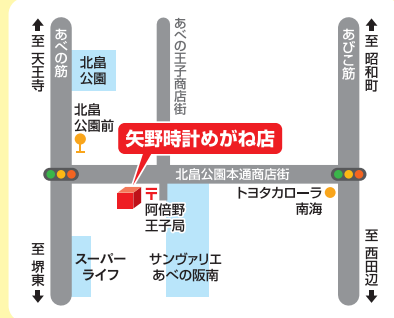 至 天王寺
あべの筋
北畠
公園
あべの王子商店街
あびこ筋
至 昭和町
北畠
公園前
矢野時計めがね店
北畠公園本通商店街
〒
阿倍野
王子局
トヨタカローラ
南海
至 堺東
スーパー
ライフ
サンヴァリエ
あべの阪南
至 西田辺